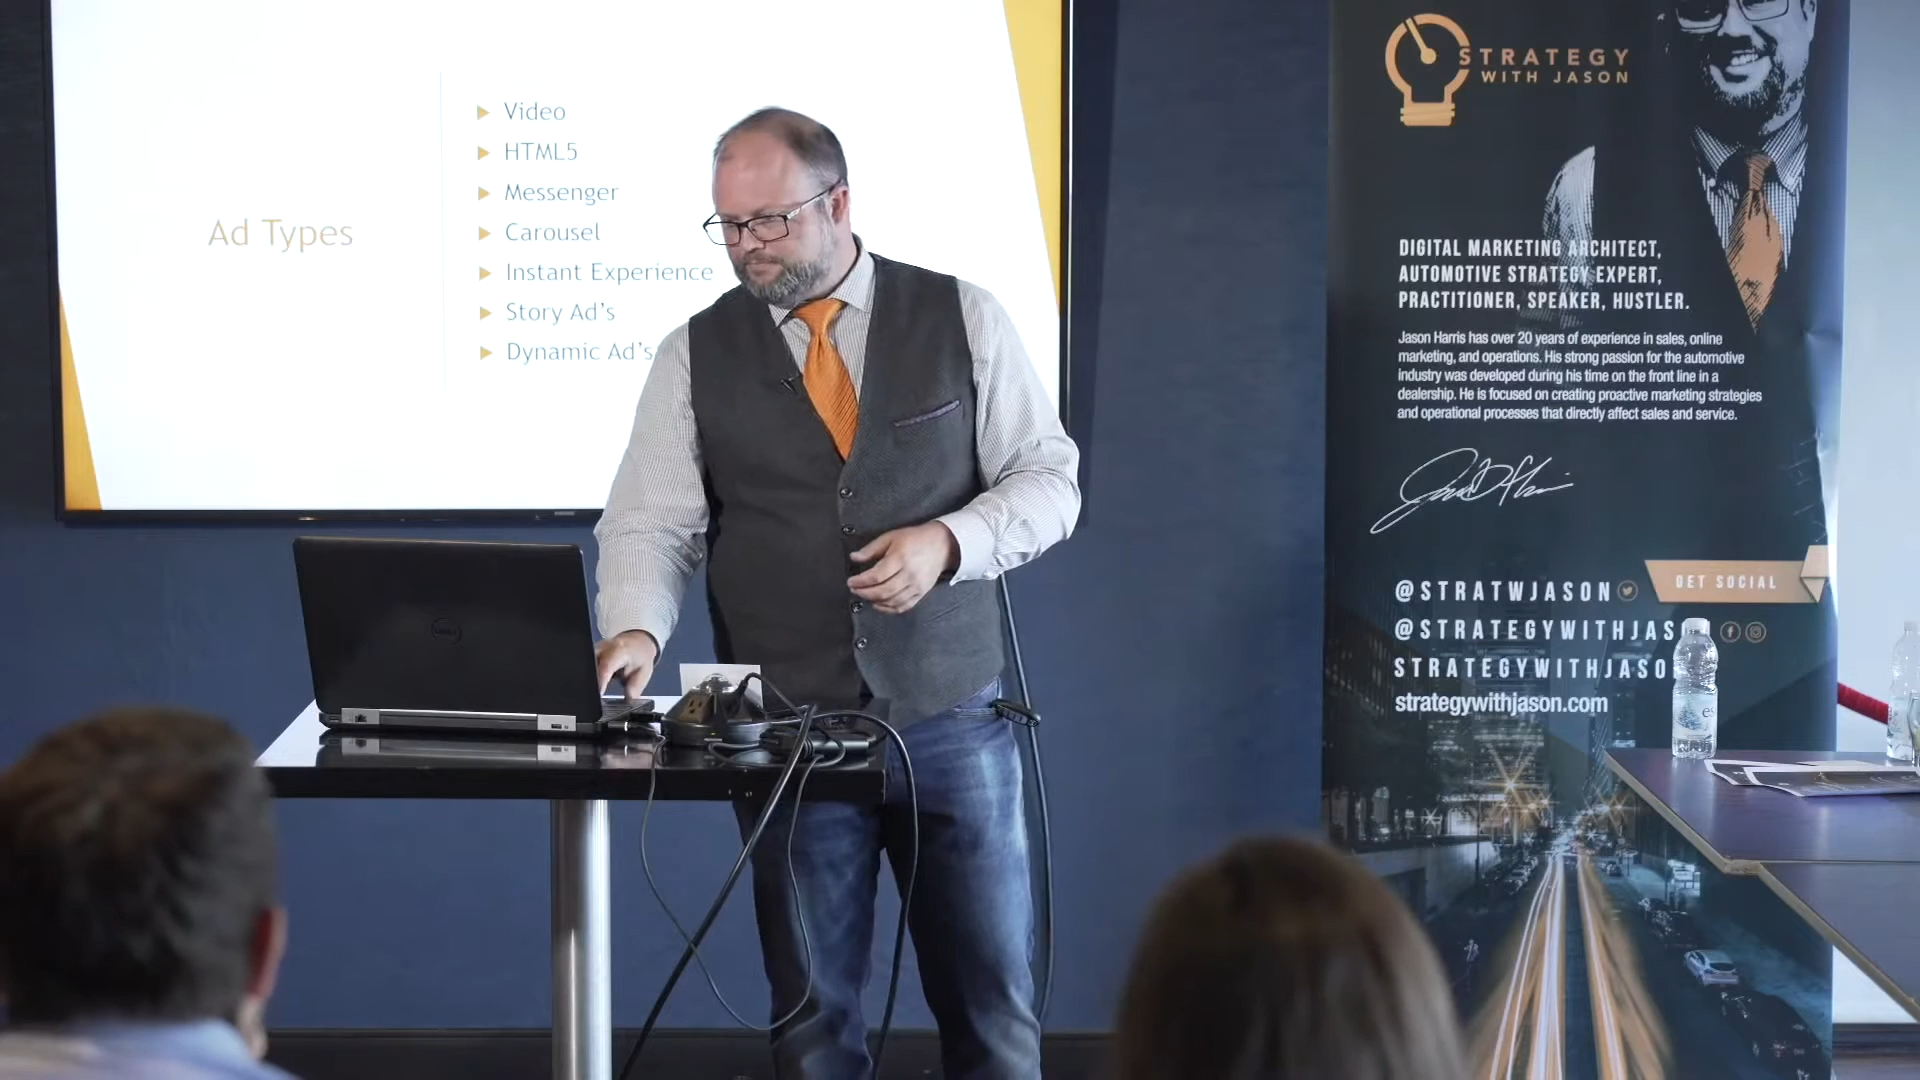 Ad Types
Video
HTML5
Messenger
Carousel
Instant Experience
Story Ad's
Dynamic Ad's
STRATEGY
WITH JASON
DIGITAL MARKETING ARCHITECT,
AUTOMOTIVE STRATEGY EXPERT,
PRACTITIONER, SPEAKER, HUSTLER.
Jason Harris has over 20 years of experience in sales, online
marketing, and operations. His strong passion for the automotive
industry was developed during his time on the front line in a
dealership. He is focused on creating proactive marketing strategies
and operational processes that directly affect sales and service.
GET SOCIAL
@STRATWJASON
@STRATEGYWITHJAS
STRATEGYWITHJASO
strategywithjason.com
DELL